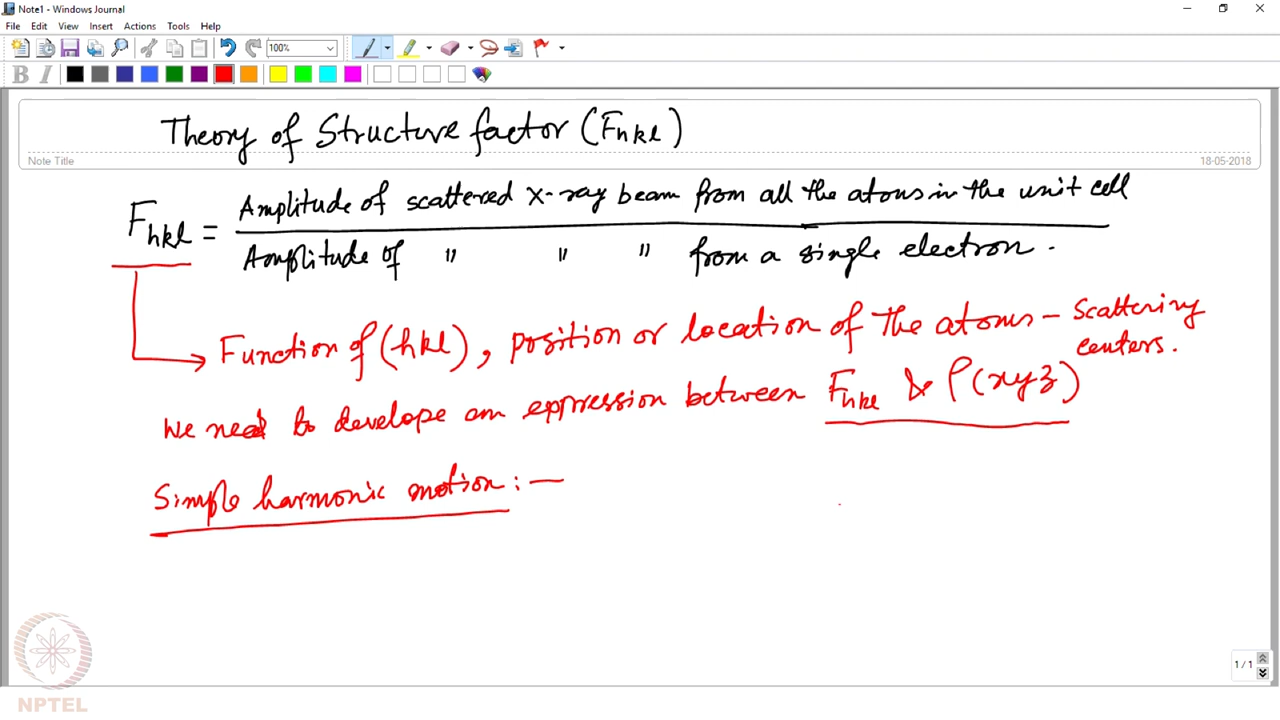 Note1 - Windows Journal
File Edit View Insert Actions Tools Help
100%
B I
Theory of Structure factor (Fhkl)
Note Title
18-05-2018
Fhkl = Amplitude of scattered X-ray beam from all the atoms in the unit cell
Amplitude of " " " from a single electron.
Function of (hkl), position or location of the atoms - Scattering
centers.
We need to develope an expression between Fhkl & ρ(xyz)
Simple harmonic motion : —
1 / 1
NPTEL